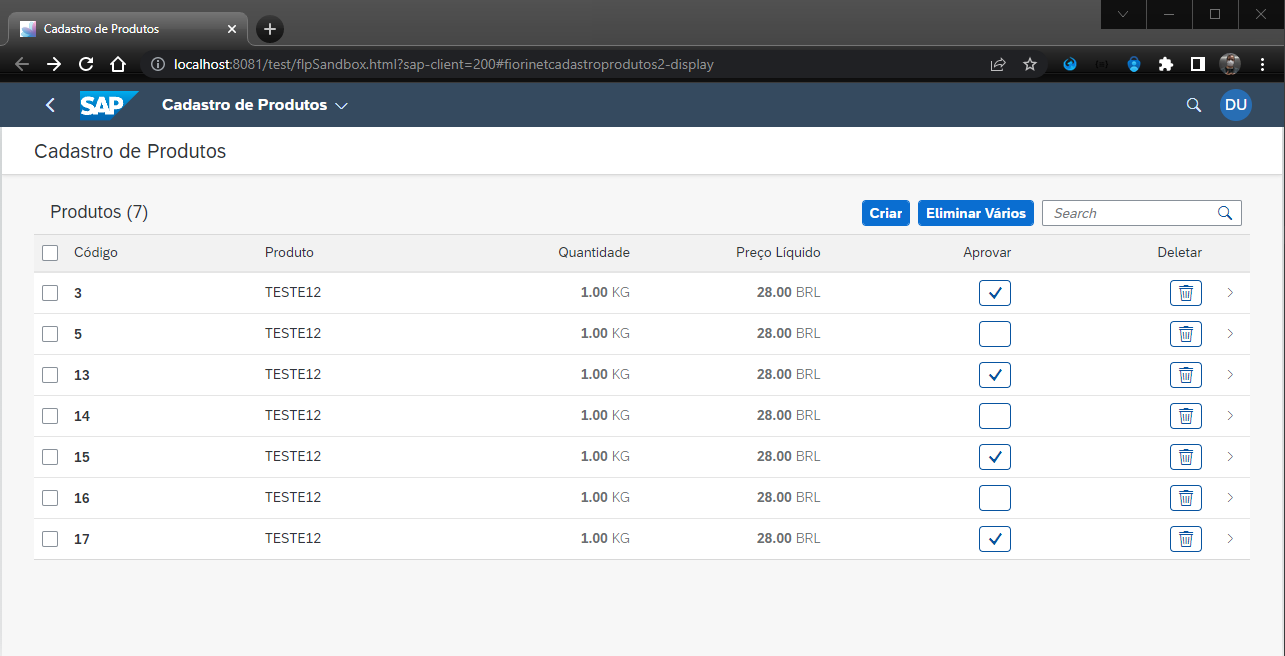 Cadastro de Produtos
localhost:8081/test/flpSandbox.html?sap-client=200#fiorinetcadastroprodutos2-display
SAP Cadastro de Produtos DU
Cadastro de Produtos
Produtos (7) Criar Eliminar Vários Search
Código Produto Quantidade Preço Líquido Aprovar Deletar
3 TESTE12 1.00 KG 28.00 BRL
5 TESTE12 1.00 KG 28.00 BRL
13 TESTE12 1.00 KG 28.00 BRL
14 TESTE12 1.00 KG 28.00 BRL
15 TESTE12 1.00 KG 28.00 BRL
16 TESTE12 1.00 KG 28.00 BRL
17 TESTE12 1.00 KG 28.00 BRL